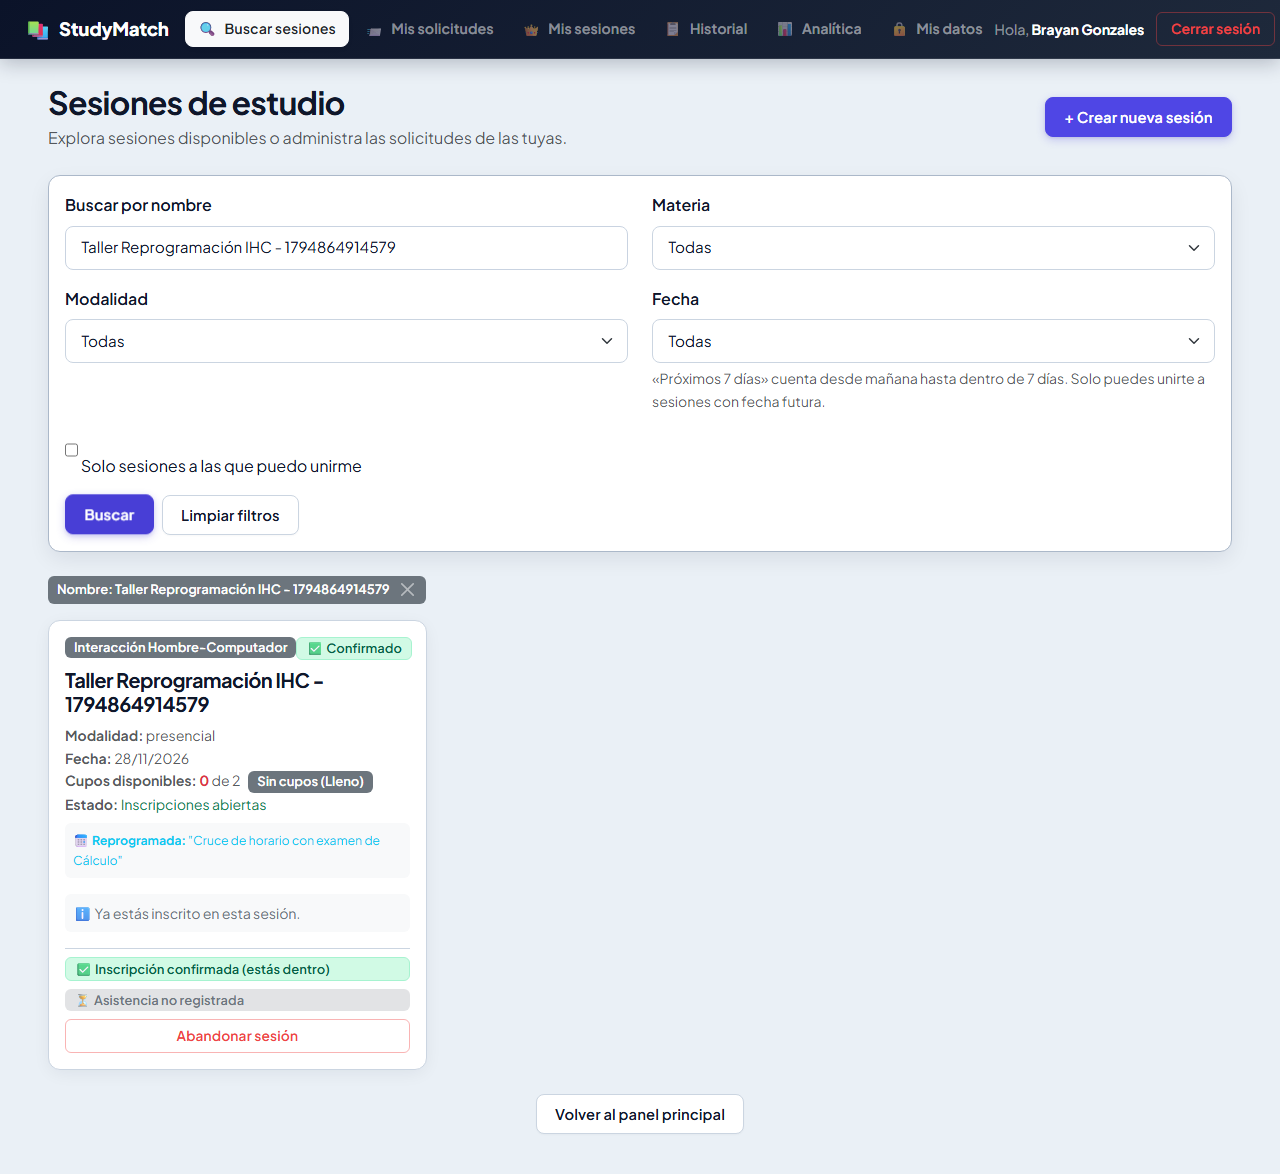 StudyMatch
Buscar sesiones
Mis solicitudes
Mis sesiones
Historial
Analítica
Mis datos
Hola, Brayan Gonzales
Cerrar sesión
Sesiones de estudio
Explora sesiones disponibles o administra las solicitudes de las tuyas.
+ Crear nueva sesión
Buscar por nombre
Taller Reprogramación IHC - 1794864914579
Materia
Todas
Modalidad
Todas
Fecha
Todas
«Próximos 7 días» cuenta desde mañana hasta dentro de 7 días. Solo puedes unirte a
sesiones con fecha futura.
Solo sesiones a las que puedo unirme
Buscar
Limpiar filtros
Nombre: Taller Reprogramación IHC - 1794864914579
Interacción Hombre-Computador
✅ Confirmado
Taller Reprogramación IHC -
1794864914579
Modalidad: presencial
Fecha: 28/11/2026
Cupos disponibles: 0 de 2 Sin cupos (Lleno)
Estado: Inscripciones abiertas
Reprogramada: "Cruce de horario con examen de
Cálculo"
ℹ️ Ya estás inscrito en esta sesión.
✅ Inscripción confirmada (estás dentro)
⏳ Asistencia no registrada
Abandonar sesión
Volver al panel principal